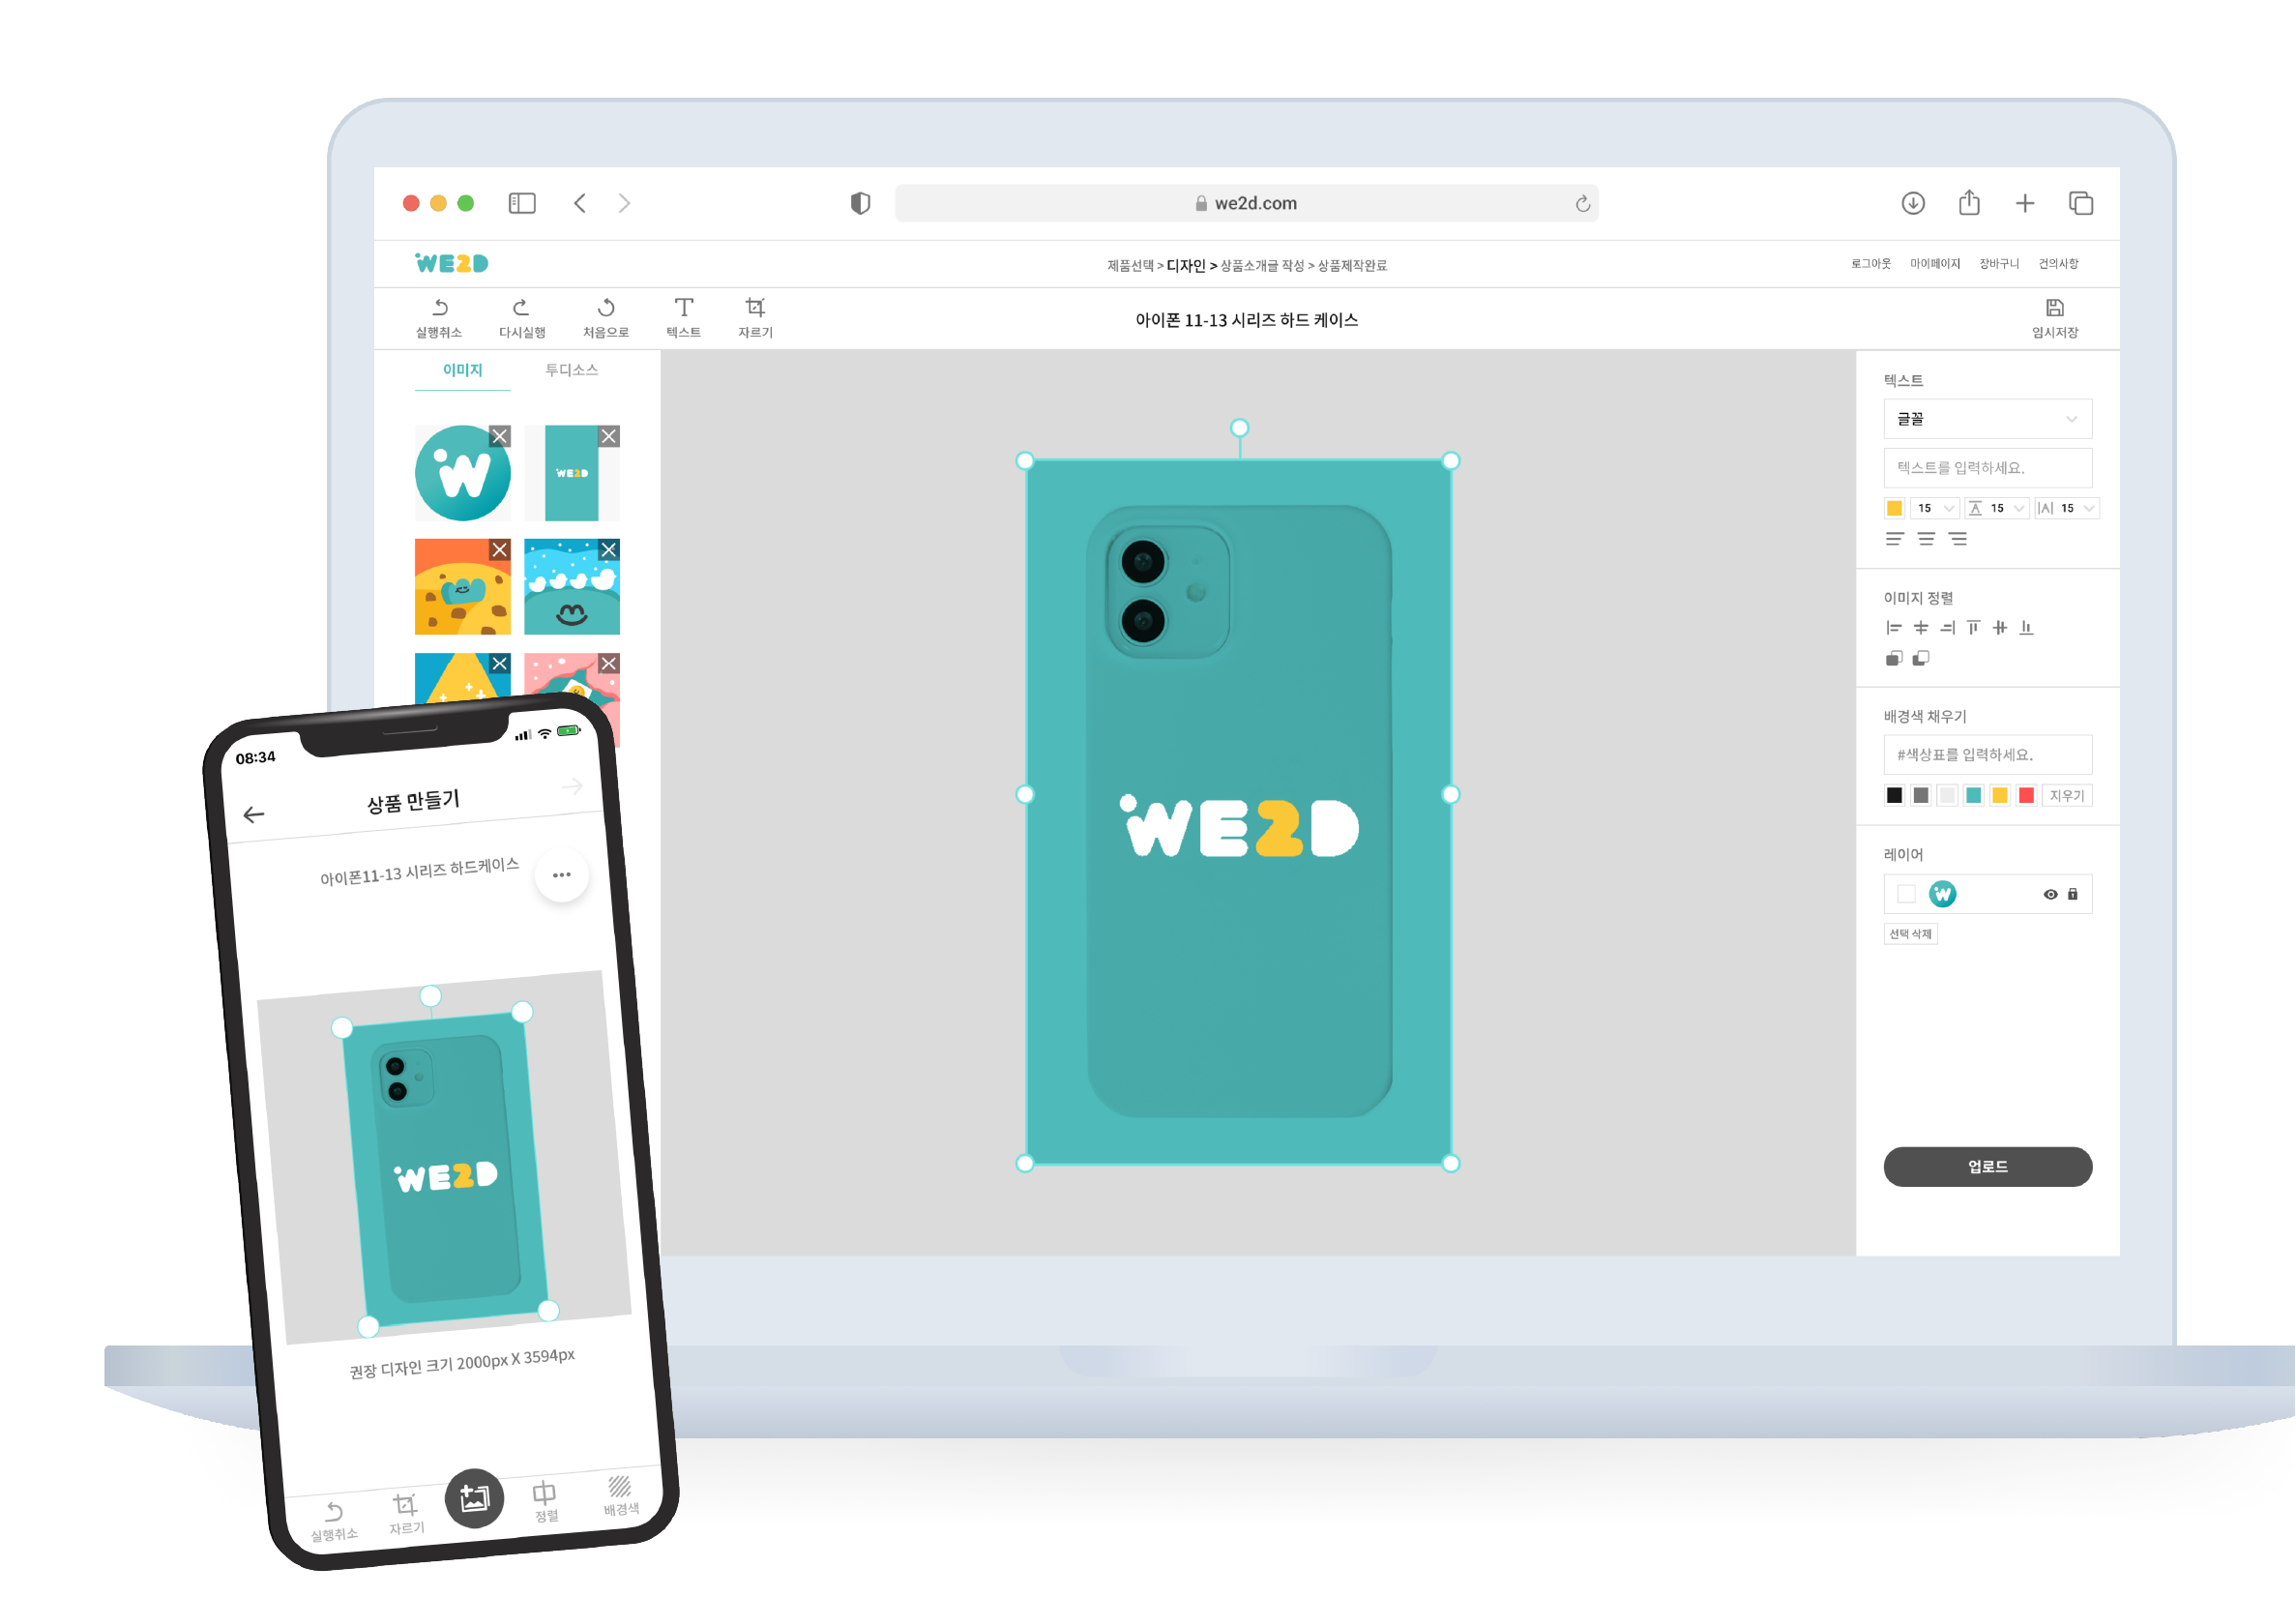 we2d.com
WE2D
제품선택 > 디자인 > 상품소개글 작성 > 상품제작완료
로그아웃 마이페이지 장바구니 건의사항
실행취소 다시실행 처음으로 텍스트 자르기
아이폰 11-13 시리즈 하드 케이스
임시저장
이미지 투디소스
W
WE2D
WE2D
텍스트
글꼴
텍스트를 입력하세요.
15 A 15 |A| 15
이미지 정렬
배경색 채우기
#색상표를 입력하세요.
지우기
레이어
W
선택 삭제
업로드
08:34
상품 만들기
아이폰11-13 시리즈 하드케이스
WE2D
권장 디자인 크기 2000px X 3594px
실행취소 자르기 정렬 배경색